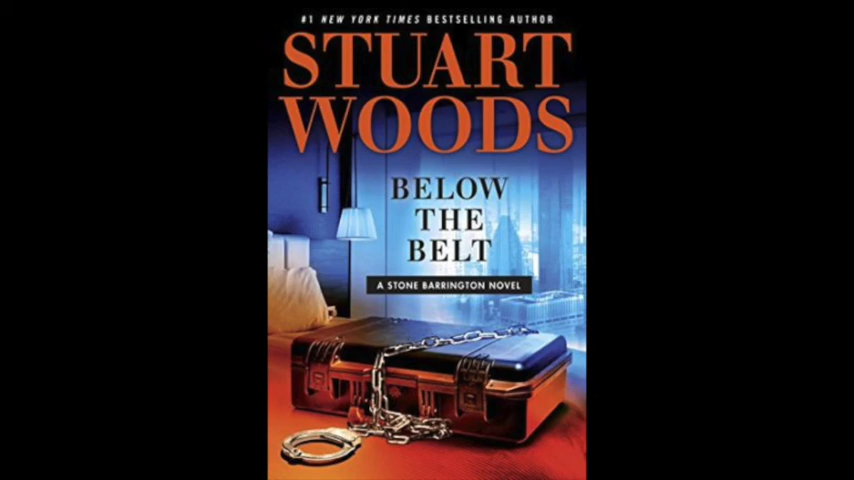 #1 NEW YORK TIMES BESTSELLING AUTHOR
STUART
WOODS
BELOW
THE
BELT
A STONE BARRINGTON NOVEL